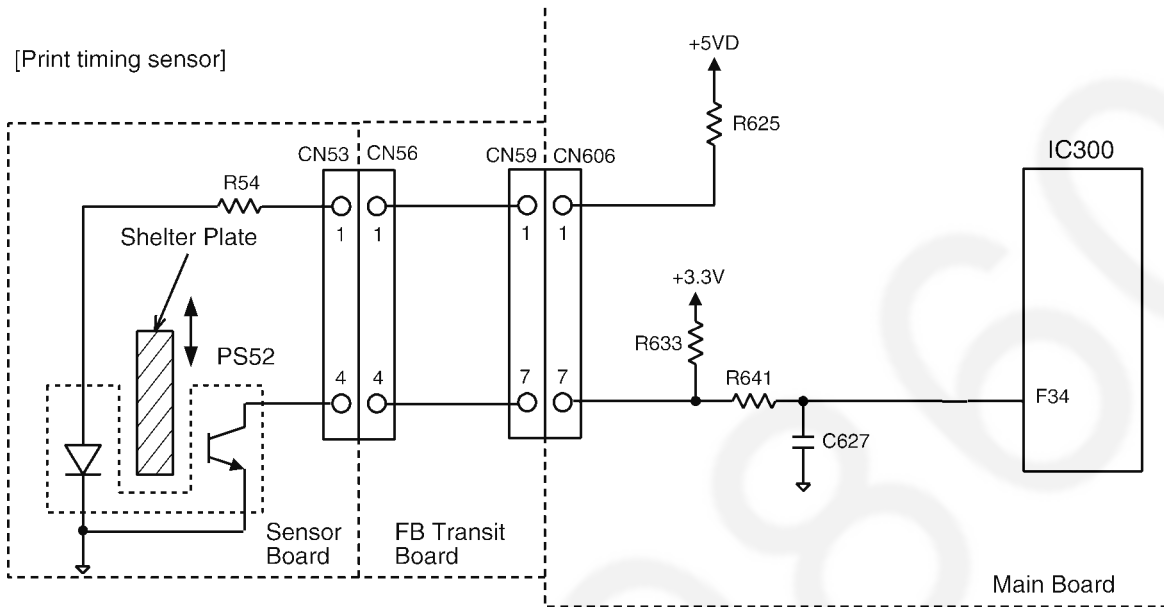 [Print timing sensor]
+5VD
R625
CN53
CN56
CN59
CN606
IC300
R54
1
1
1
1
Shelter Plate
+3.3V
R633
PS52
4
4
7
7
R641
F34
C627
Sensor
Board
FB Transit
Board
Main Board